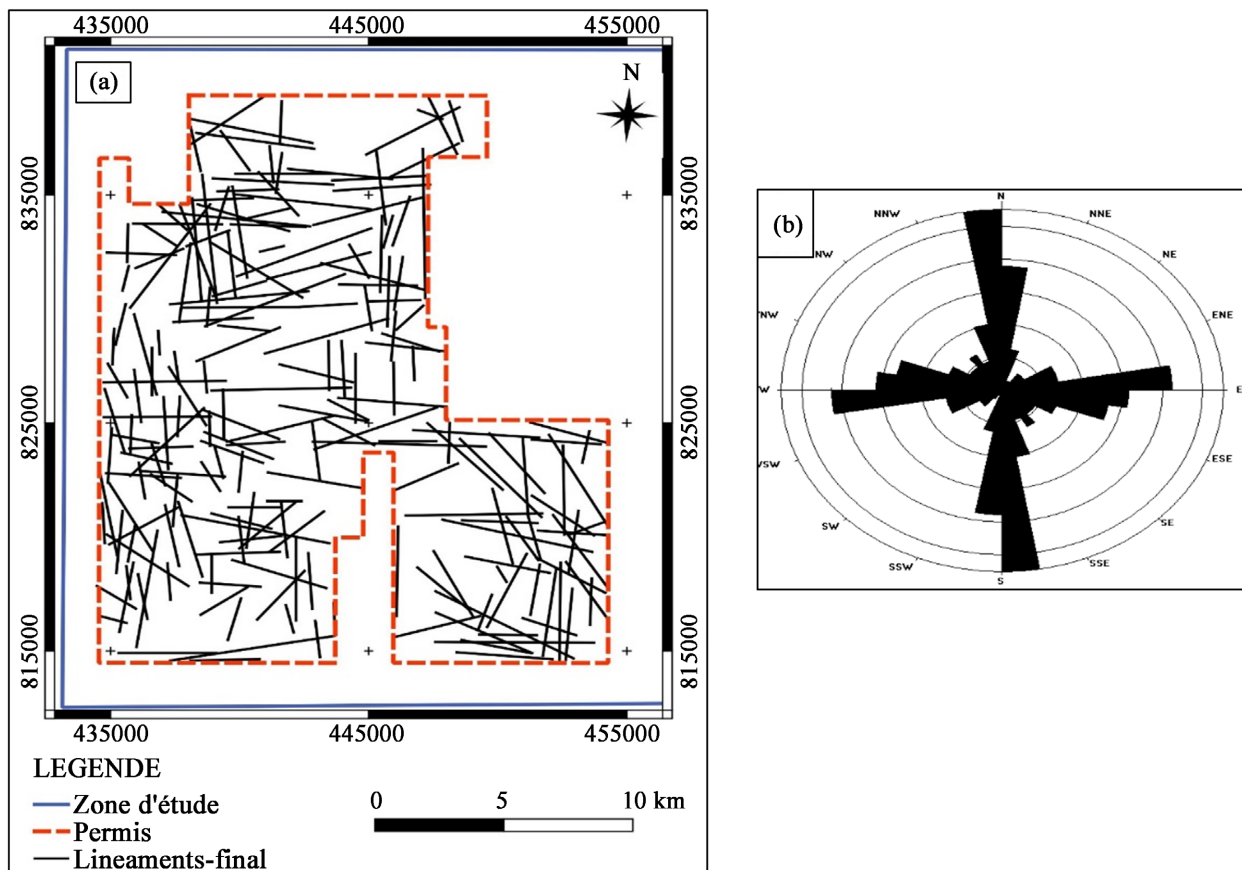 435000 445000 455000
(a)
N
835000 835000
825000 825000
815000 815000
435000 445000 455000
LEGENDE
Zone d'étude
Permis
Lineaments-final
0 5 10 km
(b)
N
NNW NNE
NW NE
NW ENE
W E
VSW ESE
SW SE
SSW SSE
S